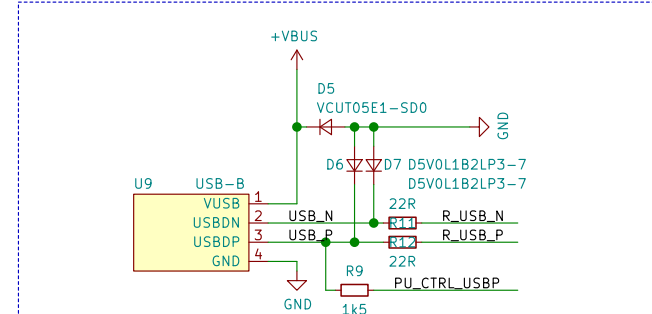 +VBUS
D5
VCUT05E1-SD0
GND
D6
D7
D5V0L1B2LP3-7
D5V0L1B2LP3-7
U9
USB-B
VUSB 1
USBDN 2
USBDP 3
GND 4
22R
USB_N
R11
R_USB_N
USB_P
R12
R_USB_P
22R
R9
PU_CTRL_USBP
GND
1k5